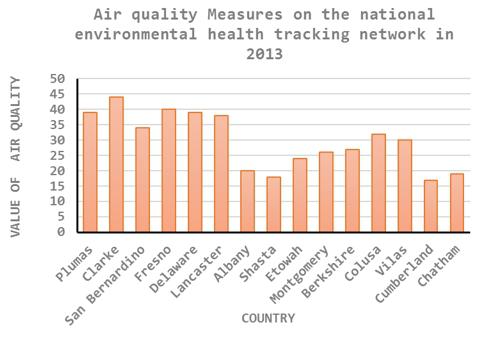 Air quality Measures on the national
environmental health tracking network in
2013
VALUE OF AIR QUALITY
50
45
40
35
30
25
20
15
10
5
0
Plumas
Clarke
San Bernardino
Fresno
Delaware
Lancaster
Albany
Shasta
Etowah
Montgomery
Berkshire
Colusa
Vilas
Cumberland
Chatham
COUNTRY